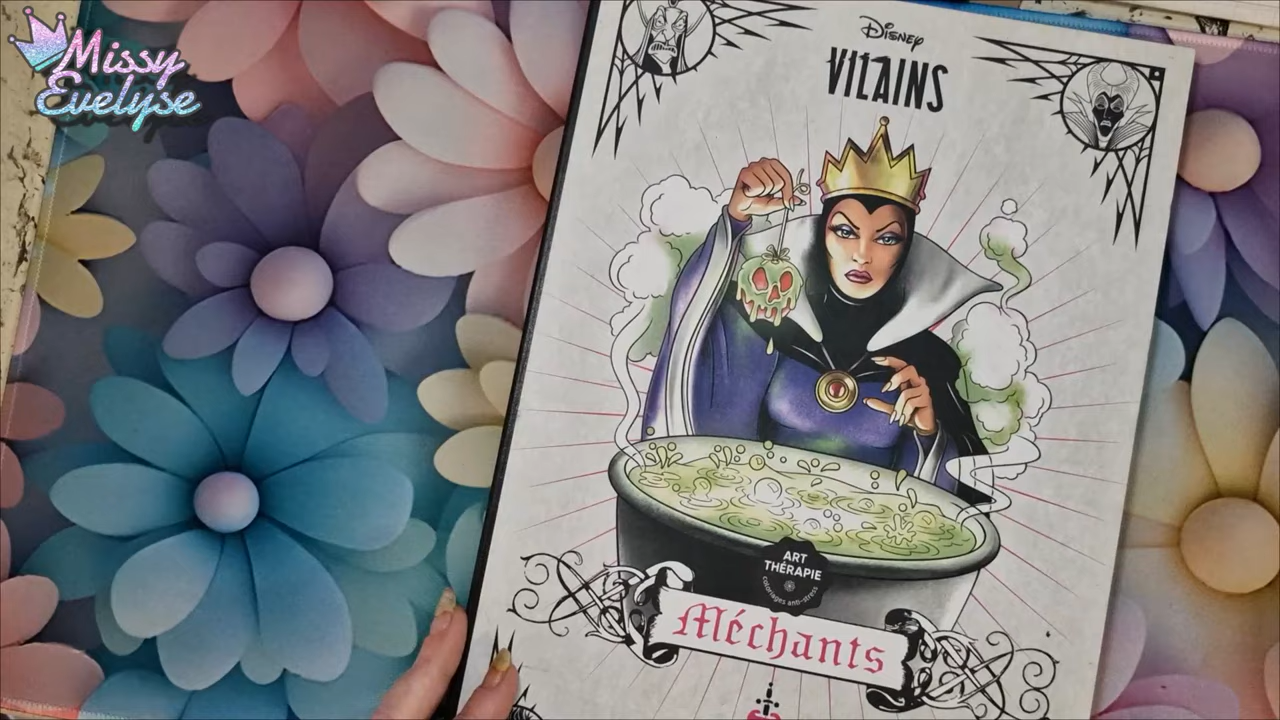 Missy
Evelyse
Disney
VILAINS
ART
THÉRAPIE
coloriages anti-stress
Méchants